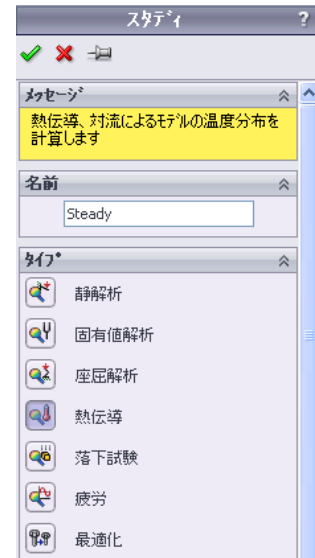 スタディ ?
メッセージ
熱伝導、対流によるモデルの温度分布を
計算します
名前
Steady
タイプ
静解析
固有値解析
座屈解析
熱伝導
落下試験
疲労
最適化